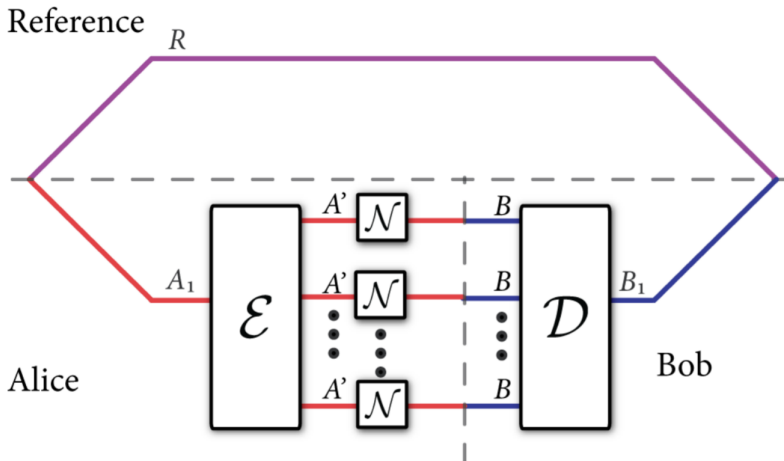 Reference
R
A' 𝒩 B
A₁ A' 𝒩 B B₁
ℰ 𝒟
Alice Bob
A' 𝒩 B